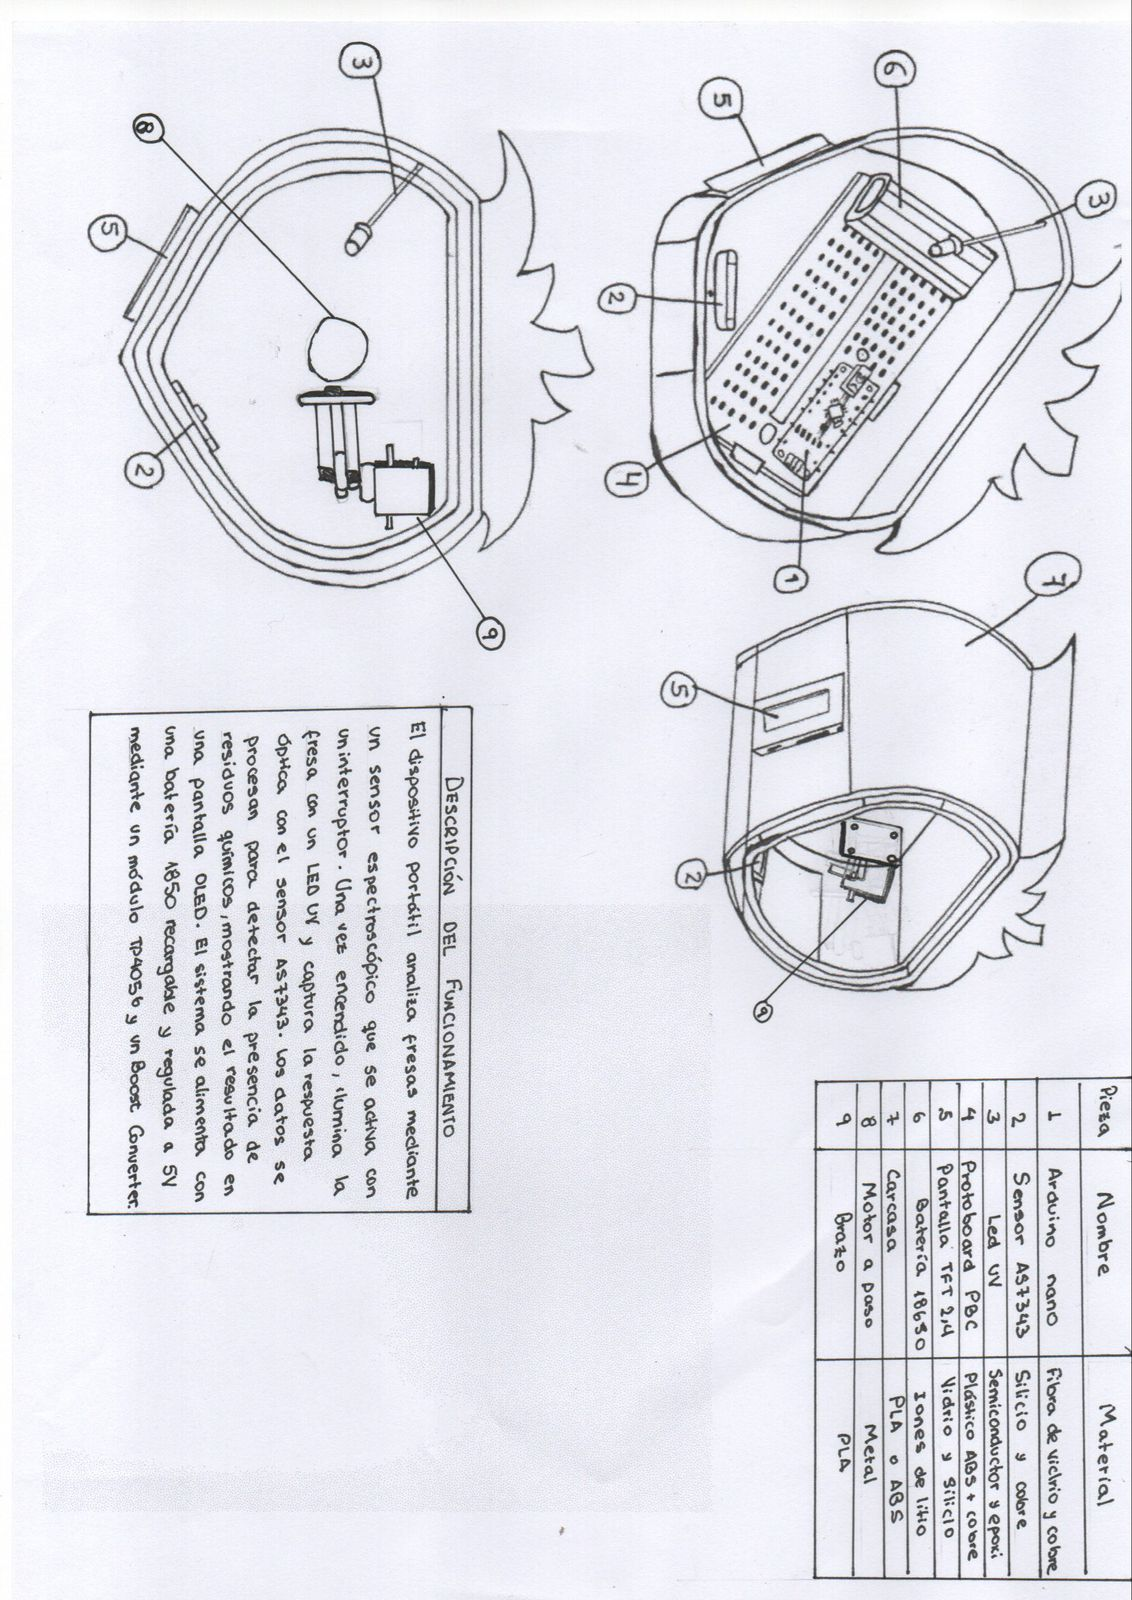 3
8
5
2
9
6
5
3
2
4
1
7
5
2
9
Pieza Nombre Material
1 Arduino nano Fibra de vidrio y cobre
2 Sensor AS7343 Silicio y cobre
3 Led UV Semiconductor y epoxi
4 Protoboard PBC Plástico ABS + cobre
5 Pantalla TFT 2,4 Vidrio y silicio
6 Batería 18650 Iones de litio
7 Carcasa PLA o ABS
8 Motor a paso Metal
9 Brazo PLA
DESCRIPCIÓN DEL FUNCIONAMIENTO
El dispositivo portátil analiza fresas mediante
un sensor espectroscópico que se activa con
un interruptor. Una vez encendido, ilumina la
fresa con un LED UV y captura la respuesta
óptica con el sensor AS7343. Los datos se
procesan para detectar la presencia de
residuos químicos, mostrando el resultado en
una pantalla OLED. El sistema se alimenta con
una batería 1850 recargable y regulada a 5V
mediante un módulo TP4056 y un Boost Converter.